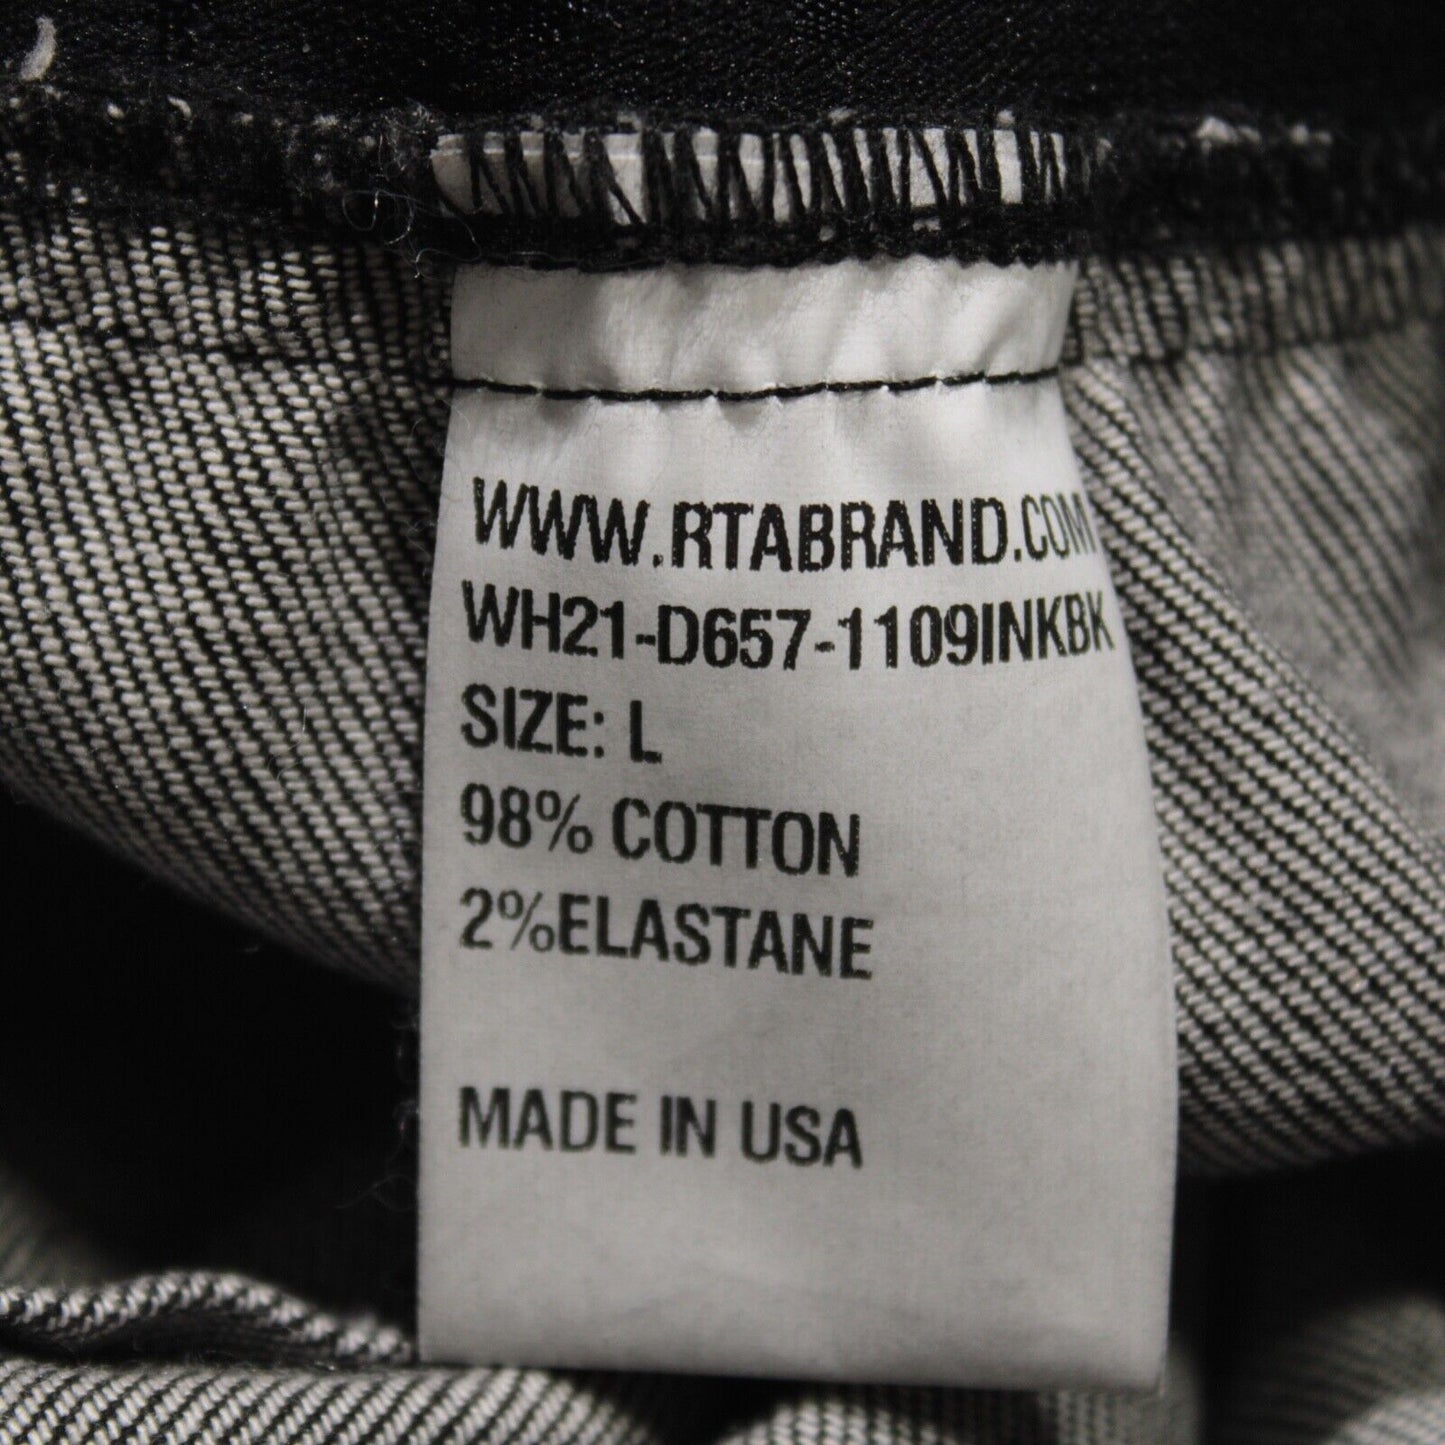 WWW.RTABRAND.COM
WH21-D657-1109INKBK
SIZE: L
98% COTTON
2%ELASTANE
MADE IN USA